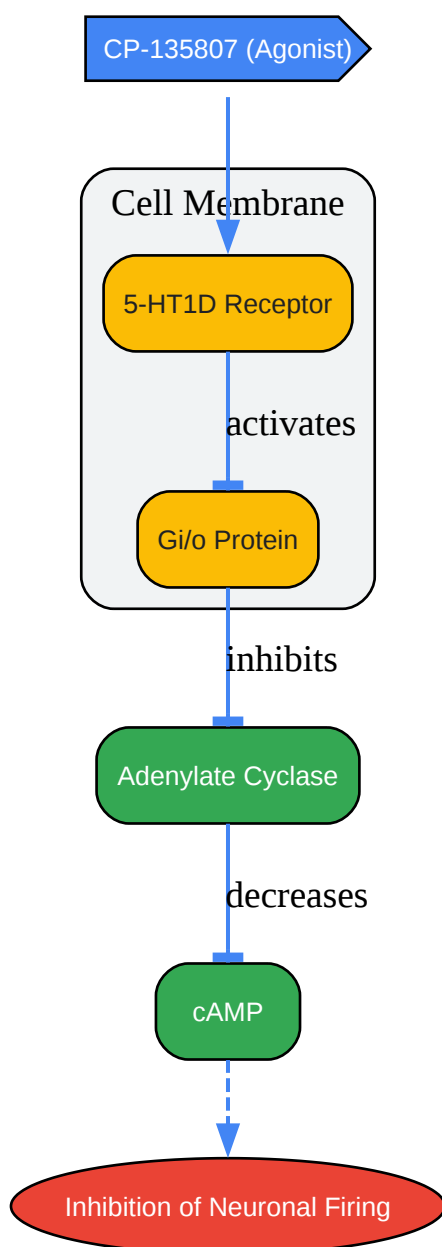 CP-135807 (Agonist)
Cell Membrane
5-HT1D Receptor
activates
Gi/o Protein
inhibits
Adenylate Cyclase
decreases
cAMP
Inhibition of Neuronal Firing